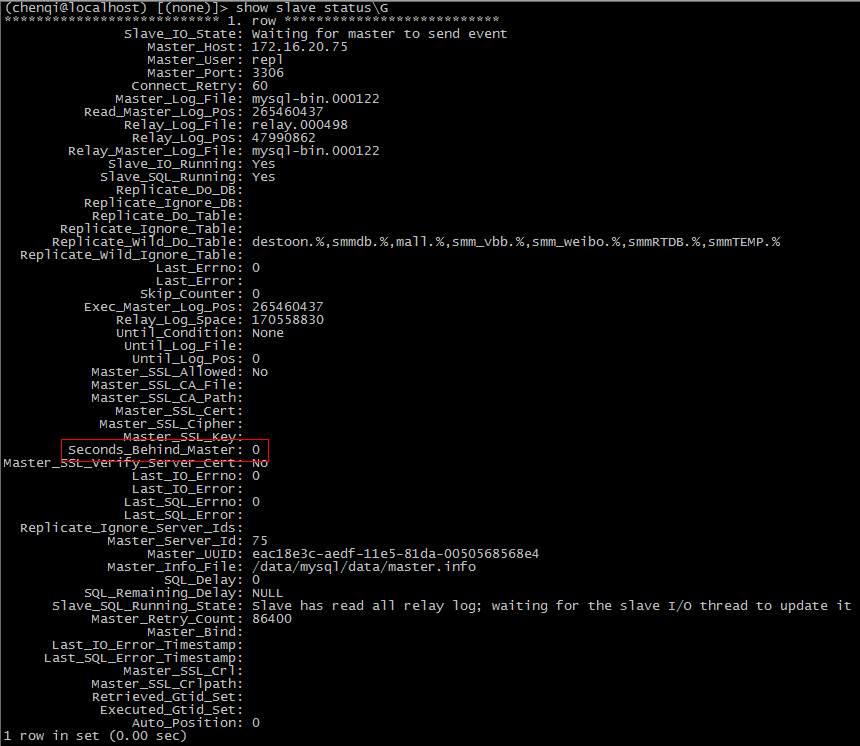 (chenqi@localhost) [(none)]> show slave status\G
*************************** 1. row ***************************
Slave_IO_State: Waiting for master to send event
Master_Host: 172.16.20.75
Master_User: repl
Master_Port: 3306
Connect_Retry: 60
Master_Log_File: mysql-bin.000122
Read_Master_Log_Pos: 265460437
Relay_Log_File: relay.000498
Relay_Log_Pos: 47990862
Relay_Master_Log_File: mysql-bin.000122
Slave_IO_Running: Yes
Slave_SQL_Running: Yes
Replicate_Do_DB:
Replicate_Ignore_DB:
Replicate_Do_Table:
Replicate_Ignore_Table:
Replicate_Wild_Do_Table: destoon.%,smmdb.%,mall.%,smm_vbb.%,smm_weibo.%,smmRTDB.%,smmTEMP.%
Replicate_Wild_Ignore_Table:
Last_Errno: 0
Last_Error:
Skip_Counter: 0
Exec_Master_Log_Pos: 265460437
Relay_Log_Space: 170558830
Until_Condition: None
Until_Log_File:
Until_Log_Pos: 0
Master_SSL_Allowed: No
Master_SSL_CA_File:
Master_SSL_CA_Path:
Master_SSL_Cert:
Master_SSL_Cipher:
Master_SSL_Key:
Seconds_Behind_Master: 0
Master_SSL_Verify_Server_Cert: No
Last_IO_Errno: 0
Last_IO_Error:
Last_SQL_Errno: 0
Last_SQL_Error:
Replicate_Ignore_Server_Ids:
Master_Server_Id: 75
Master_UUID: eac18e3c-aedf-11e5-81da-0050568568e4
Master_Info_File: /data/mysql/data/master.info
SQL_Delay: 0
SQL_Remaining_Delay: NULL
Slave_SQL_Running_State: Slave has read all relay log; waiting for the slave I/O thread to update it
Master_Retry_Count: 86400
Master_Bind:
Last_IO_Error_Timestamp:
Last_SQL_Error_Timestamp:
Master_SSL_Crl:
Master_SSL_Crlpath:
Retrieved_Gtid_Set:
Executed_Gtid_Set:
Auto_Position: 0
1 row in set (0.00 sec)